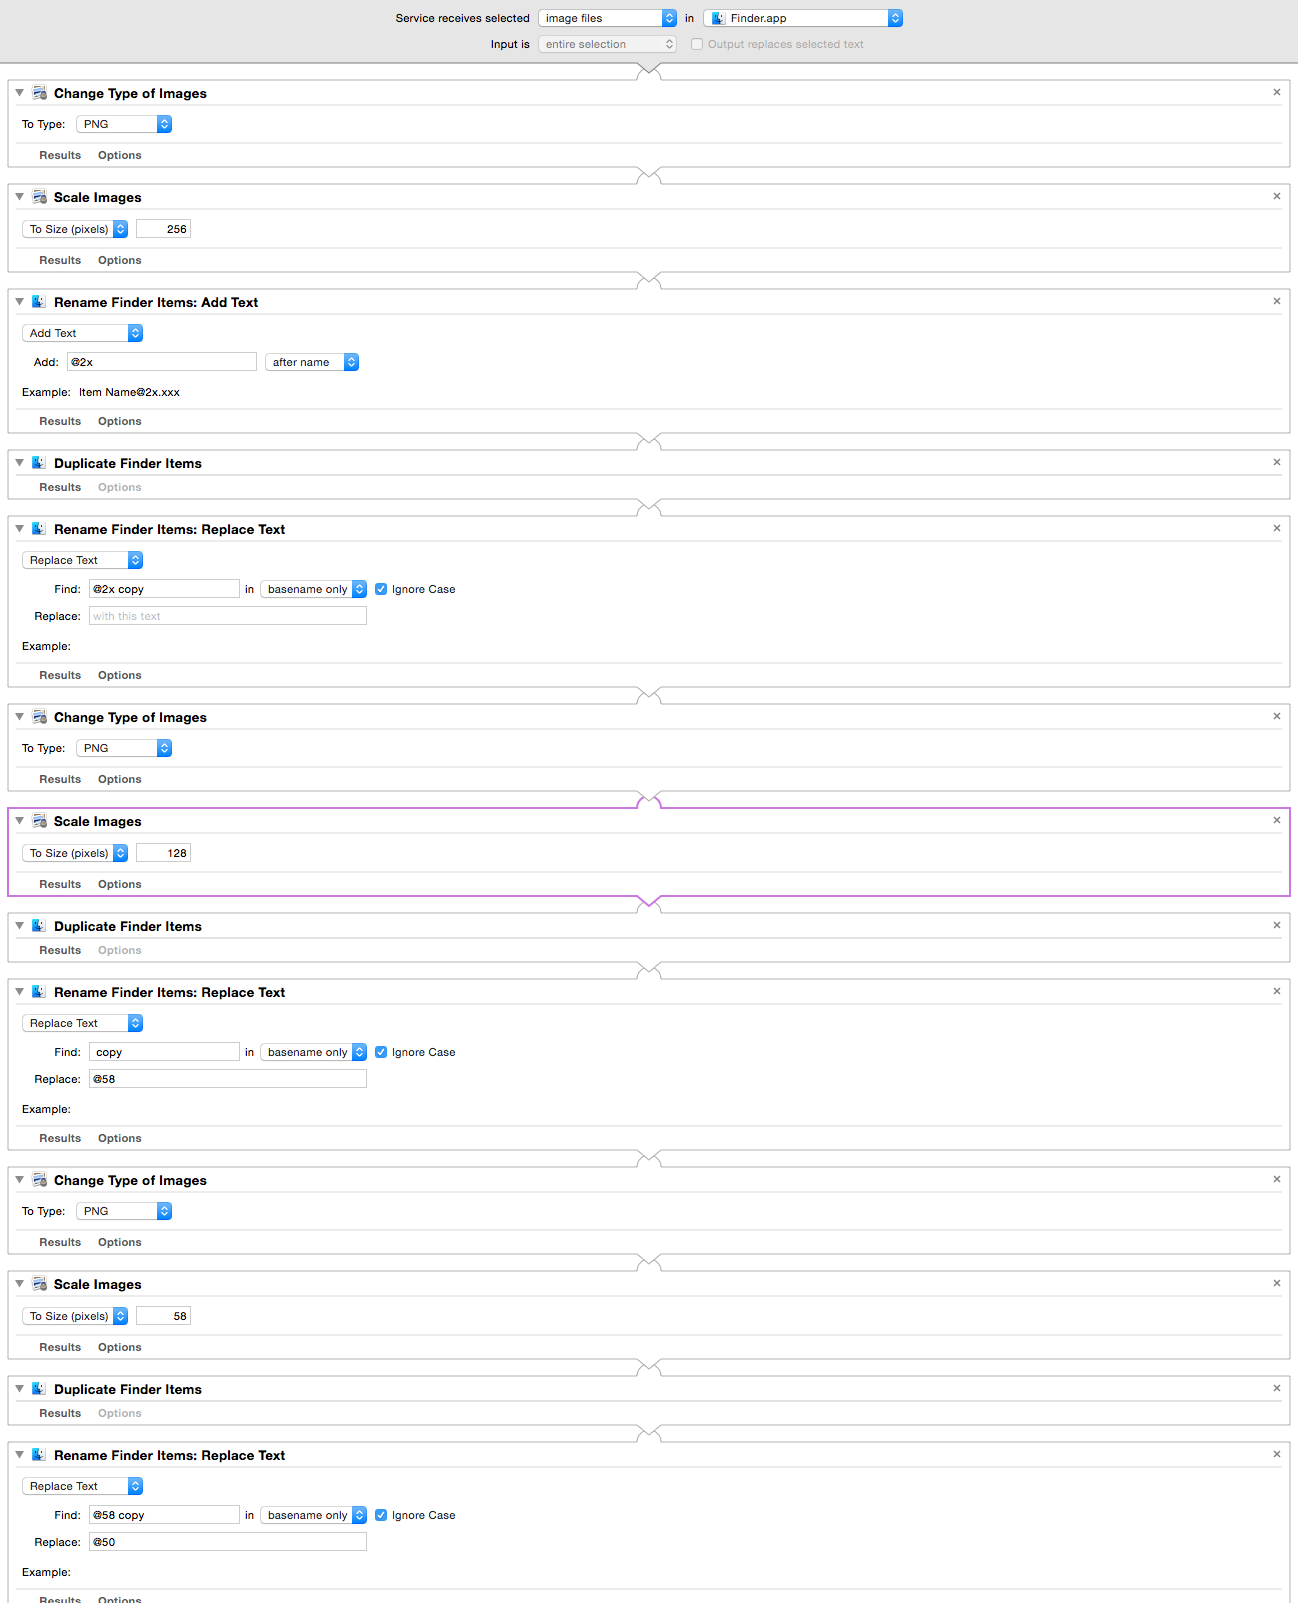 Service receives selected image files in Finder.app
Input is entire selection Output replaces selected text
Change Type of Images
To Type: PNG
Results Options
Scale Images
To Size (pixels) 256
Results Options
Rename Finder Items: Add Text
Add Text
Add: @2x after name
Example: Item Name@2x.xxx
Results Options
Duplicate Finder Items
Results Options
Rename Finder Items: Replace Text
Replace Text
Find: @2x copy in basename only Ignore Case
Replace: with this text
Example:
Results Options
Change Type of Images
To Type: PNG
Results Options
Scale Images
To Size (pixels) 128
Results Options
Duplicate Finder Items
Results Options
Rename Finder Items: Replace Text
Replace Text
Find: copy in basename only Ignore Case
Replace: @58
Example:
Results Options
Change Type of Images
To Type: PNG
Results Options
Scale Images
To Size (pixels) 58
Results Options
Duplicate Finder Items
Results Options
Rename Finder Items: Replace Text
Replace Text
Find: @58 copy in basename only Ignore Case
Replace: @50
Example:
Results Options